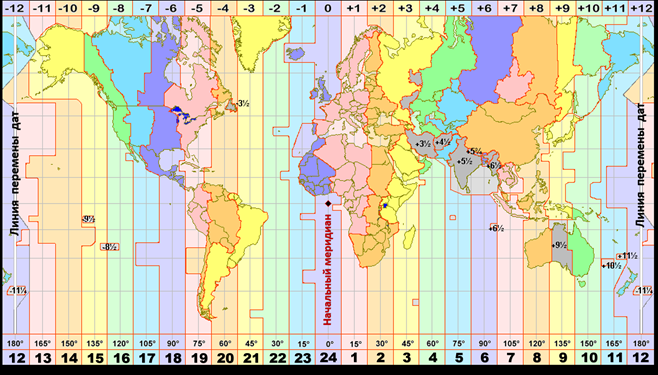 -12 -11 -10 -9 -8 -7 -6 -5 -4 -3 -2 -1 0 +1 +2 +3 +4 +5 +6 +7 +8 +9 +10 +11 +12
-3½
+3½
+4½
+5¾
+5½
+6½
-9½
-8½
+6½
+9½
+10½
+11½
-11¼
-11¼
Линия перемены дат
Начальный меридиан
Линия перемены дат
180° 165° 150° 135° 120° 105° 90° 75° 60° 45° 30° 15° 0° 15° 30° 45° 60° 75° 90° 105° 120° 135° 150° 165° 180°
12 13 14 15 16 17 18 19 20 21 22 23 24 1 2 3 4 5 6 7 8 9 10 11 12